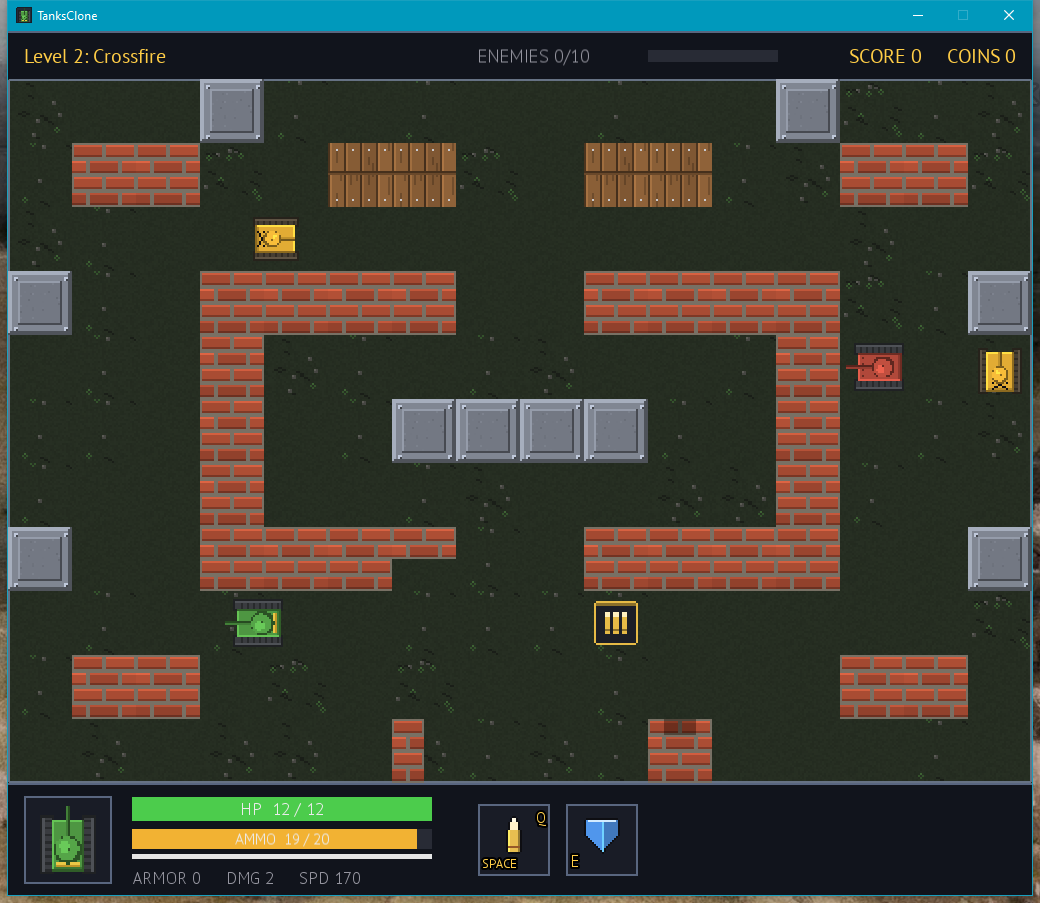 TanksClone
Level 2: Crossfire
ENEMIES 0/10
SCORE 0
COINS 0
HP 12 / 12
AMMO 19 / 20
ARMOR 0 DMG 2 SPD 170
Q
SPACE
E